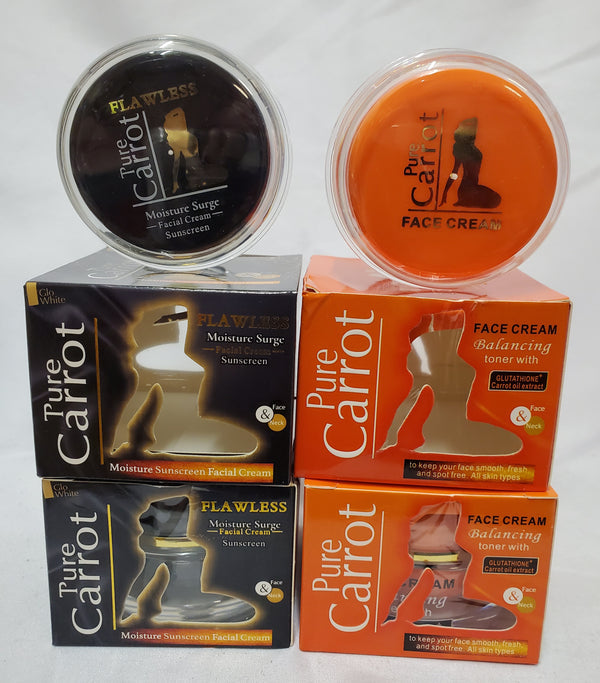 FLAWLESS
Pure
Carrot
Moisture Surge
Facial Cream
Sunscreen
Pure
Carrot
FACE CREAM
Glo
White
Pure
Carrot
FLAWLESS
Moisture Surge
Facial Cream
Sunscreen
& Face
Neck
Moisture Sunscreen Facial Cream
Pure
Carrot
FACE CREAM
Balancing
toner with
GLUTATHIONE+
Carrot oil extract
& Face
Neck
to keep your face smooth, fresh
and spot free. All skin types
Glo
White
Pure
Carrot
FLAWLESS
Moisture Surge
Facial Cream
Sunscreen
& Face
Neck
Moisture Sunscreen Facial Cream
Pure
Carrot
FACE CREAM
Balancing
toner with
GLUTATHIONE+
Carrot oil extract
& Face
Neck
to keep your face smooth, fresh
and spot free. All skin types